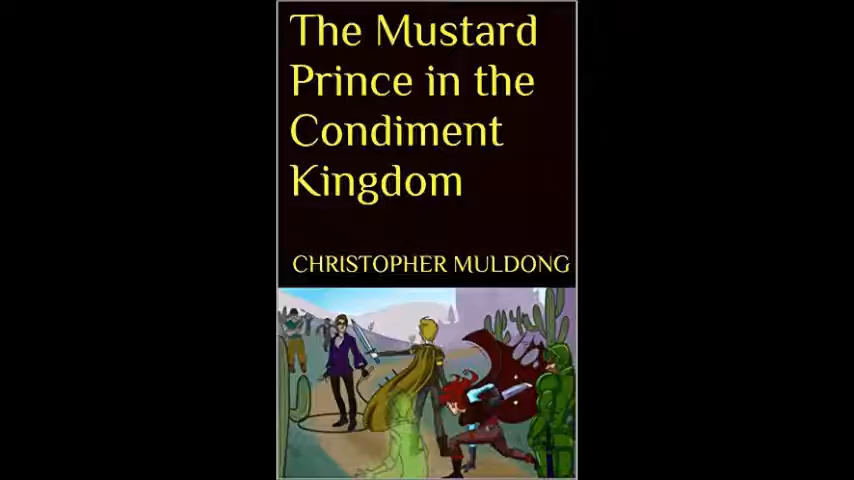 The Mustard
Prince in the
Condiment
Kingdom
CHRISTOPHER MULDONG